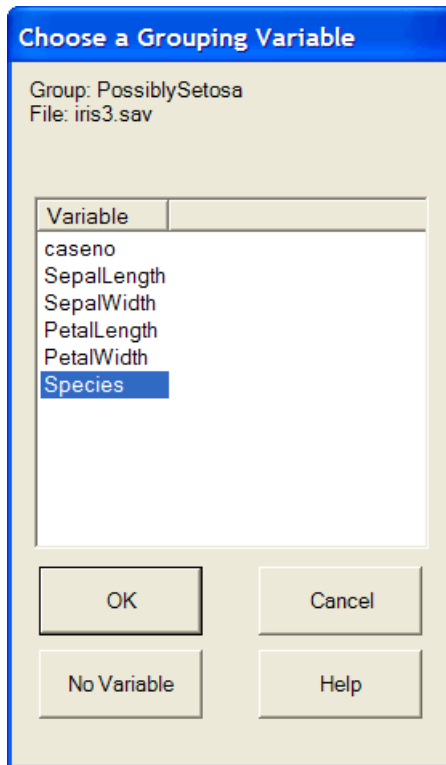 Choose a Grouping Variable
Group: PossiblySetosa
File: iris3.sav
Variable
caseno
SepalLength
SepalWidth
PetalLength
PetalWidth
Species
OK
Cancel
No Variable
Help